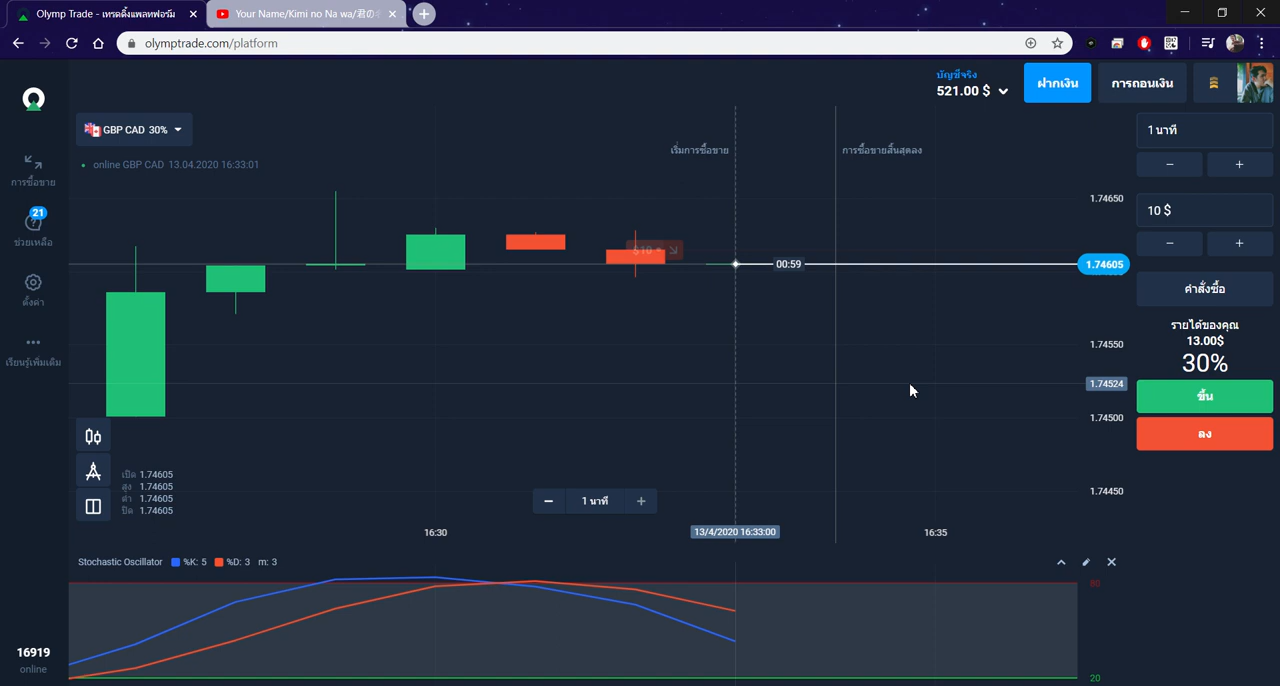 Olymp Trade - เทรดดิ้งแพลทฟอร์ม
Your Name/Kimi no Na wa/君の
olymptrade.com/platform
บัญชีจริง
521.00 $
ฝากเงิน
การถอนเงิน
GBP CAD 30%
online GBP CAD 13.04.2020 16:33:01
เริ่มการซื้อขาย
การซื้อขายสิ้นสุดลง
1 นาที
− +
10 $
− +
คำสั่งซื้อ
รายได้ของคุณ
13.00$
30%
ขึ้น
ลง
การซื้อขาย
21
ช่วยเหลือ
ตั้งค่า
เรียนรู้เพิ่มเติม
$10
00:59
1.74650
1.74605
1.74550
1.74524
1.74500
1.74450
เปิด 1.74605
สูง 1.74605
ต่ำ 1.74605
ปิด 1.74605
− 1 นาที +
16:30
13/4/2020 16:33:00
16:35
Stochastic Oscillator %K: 5 %D: 3 m: 3
80
20
16919
online